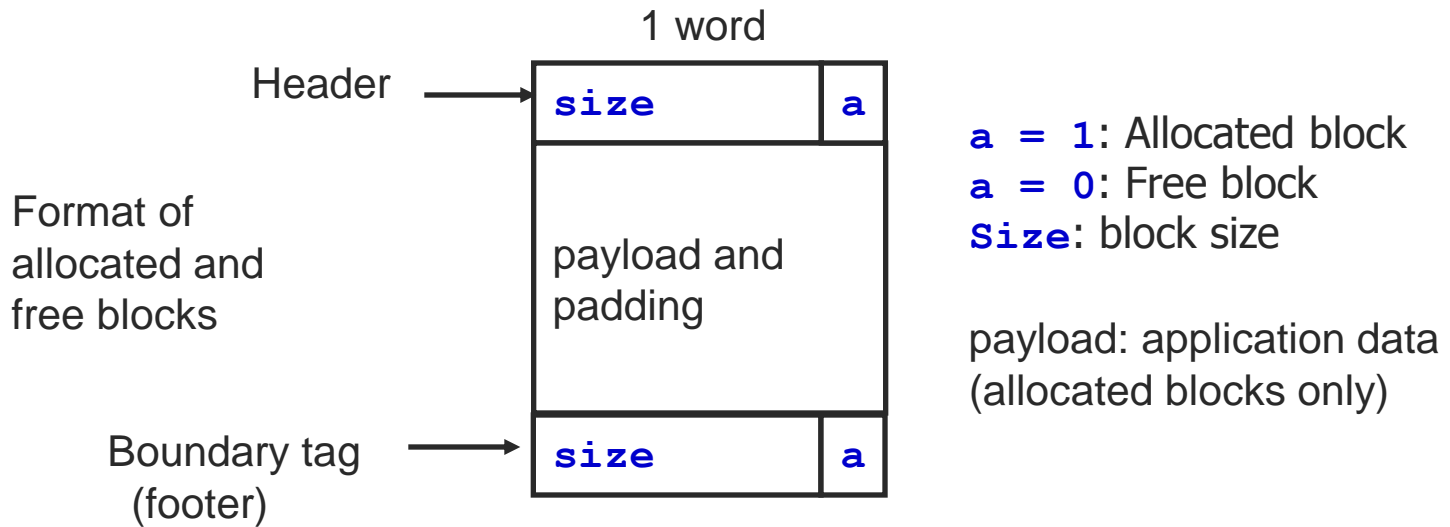 1 word
Header
size a
a = 1: Allocated block
a = 0: Free block
Size: block size
Format of
allocated and
free blocks
payload and
padding
payload: application data
(allocated blocks only)
Boundary tag
(footer)
size a